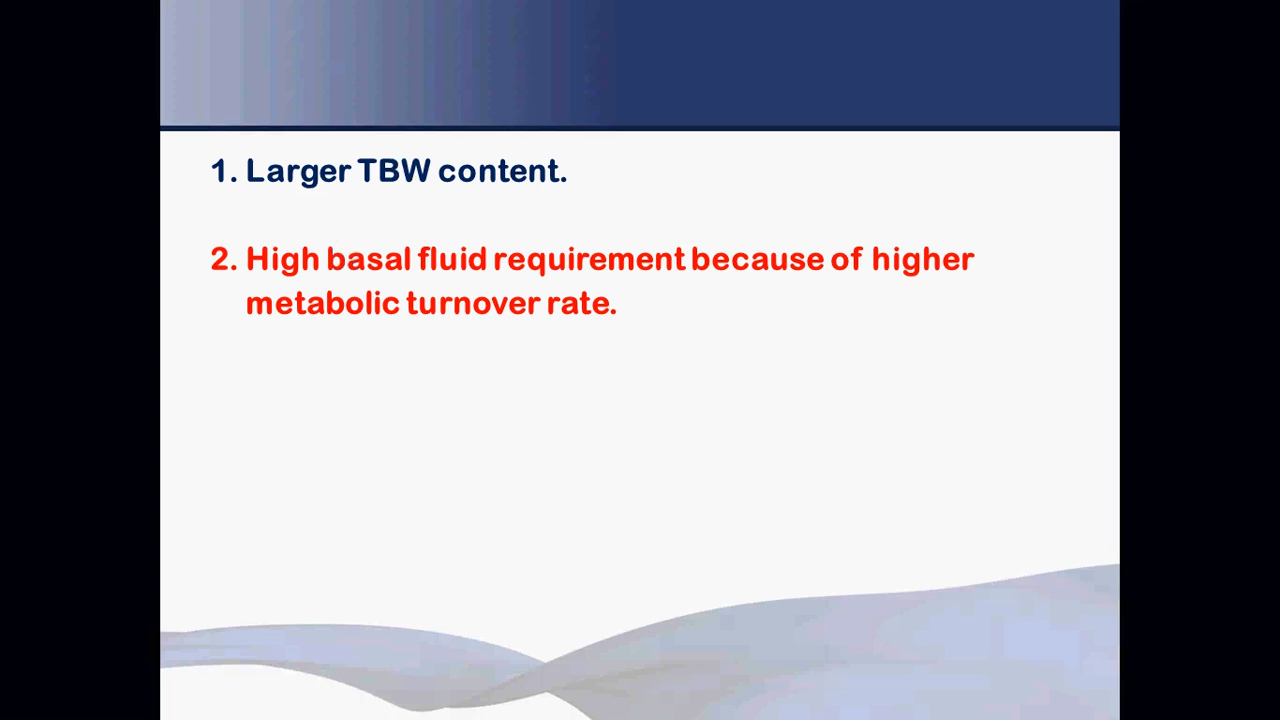 1. Larger TBW content.
2. High basal fluid requirement because of higher
metabolic turnover rate.